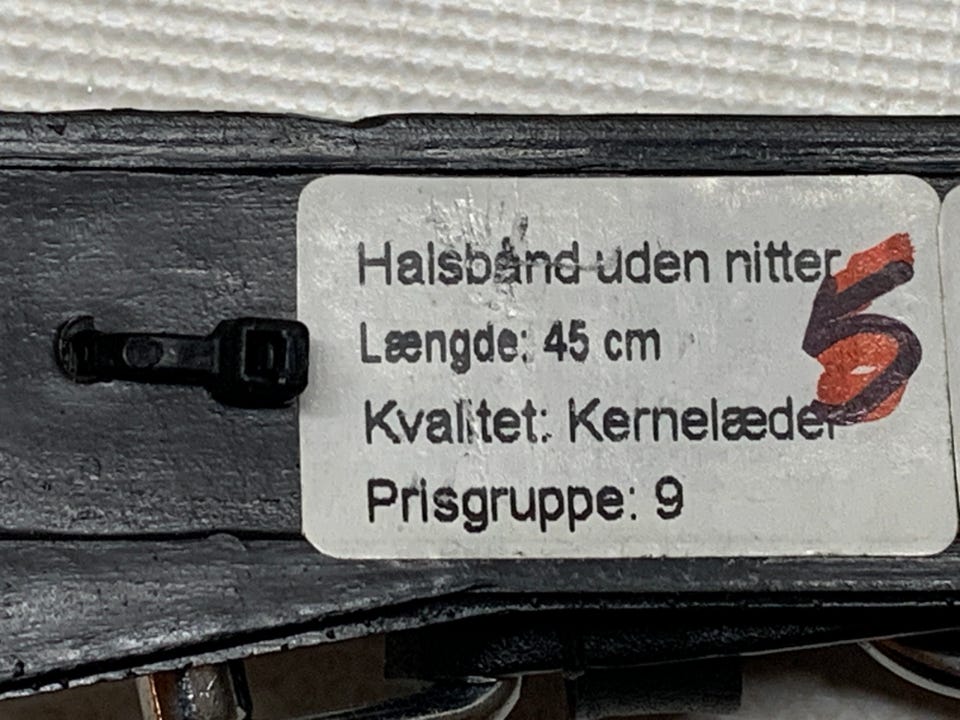 Halsbånd uden nitter
Længde: 45 cm
Kvalitet: Kernelæder
Prisgruppe: 9
5